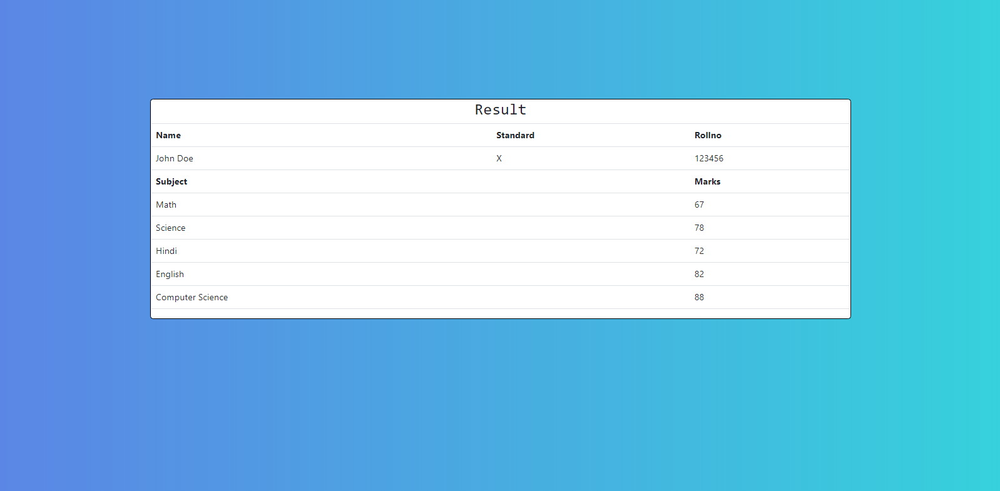 Result
Name Standard Rollno
John Doe X 123456
Subject Marks
Math 67
Science 78
Hindi 72
English 82
Computer Science 88